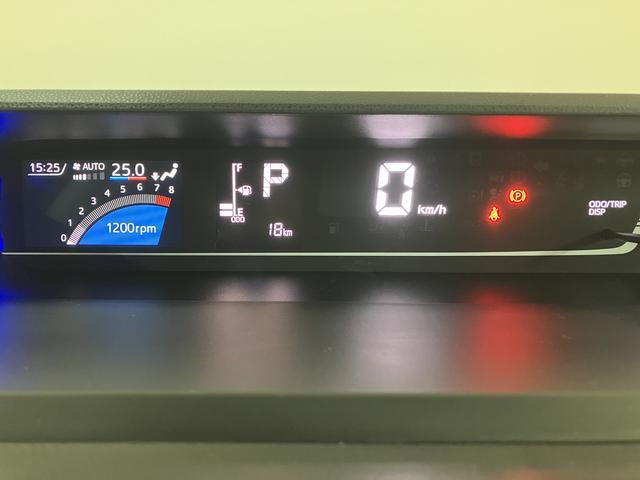 15:25/ AUTO 25.0
0 1 2 3 4 5 6 7 8
1200rpm
F
E
P
ODO
18km
0 km/h
P
ODO/TRIP
DISP